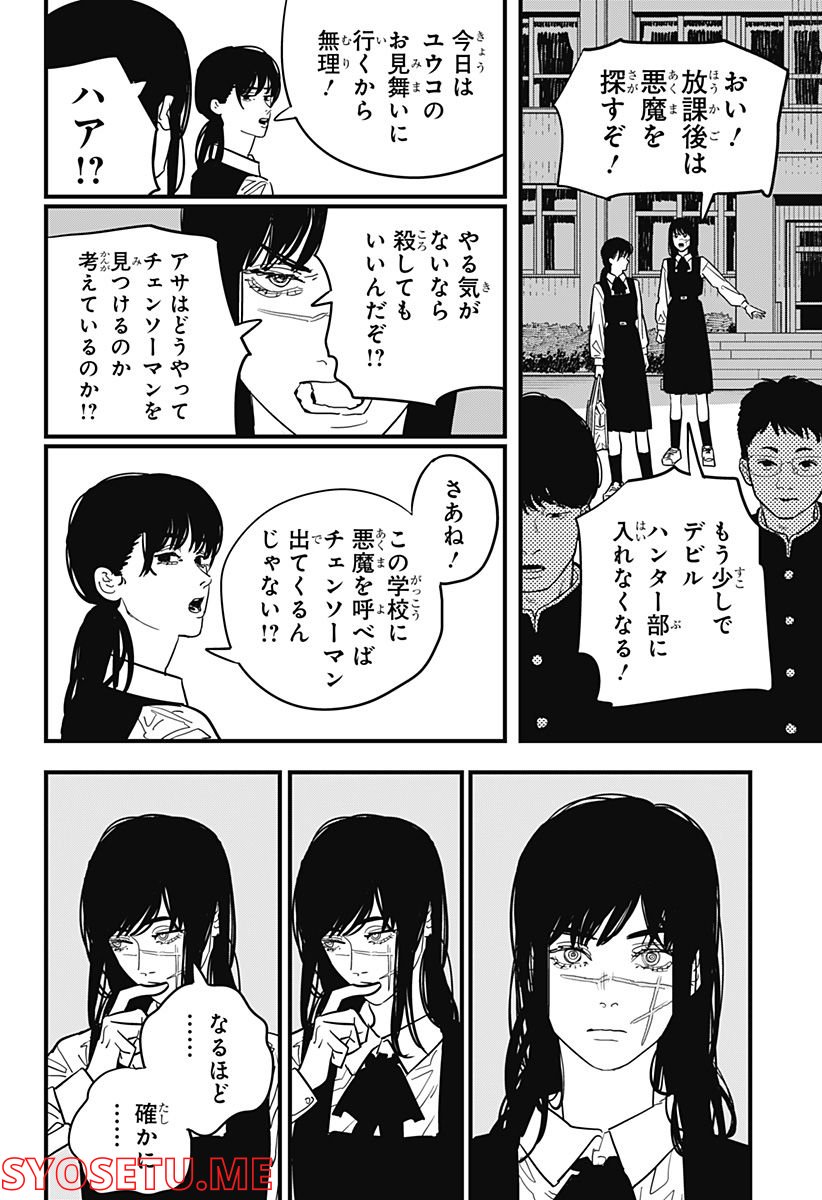 おい!
放課後は
悪魔を
探すぞ!
もう少しで
デビル
ハンター部に
入れなくなる!
今日は
ユウコの
お見舞いに
行くから
無理!
ハア!?
やる気が
ないなら
殺しても
いいんだぞ!?
アサはどうやって
チェンソーマンを
見つけるのか
考えているのか!?
さあね!
この学校に
悪魔を呼べば
チェンソーマン
出てくるん
じゃない!?
なるほど
……
確かに
……
SYOSETU.ME